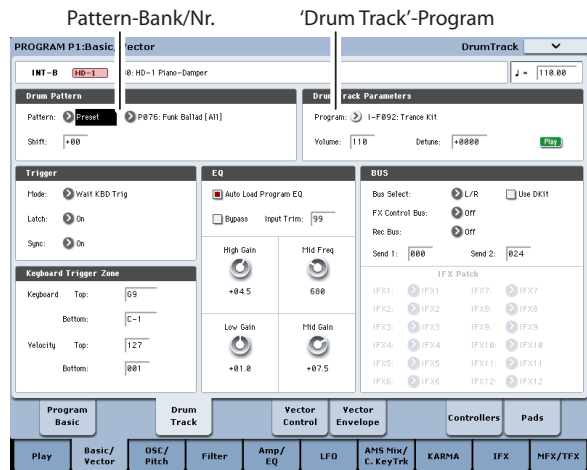 Pattern-Bank/Nr. 'Drum Track'-Program
PROGRAM P1:Basic/Vector DrumTrack
INT-B HD-1 0: HD-1 Piano-Damper ♩= 110.00
Drum Pattern
Pattern: Preset P076: Funk Ballad [All]
Shift: +00
Drum Track Parameters
Program: I-F092: Trance Kit
Volume: 110 Detune: +0000 Play
Trigger
Mode: Wait KBD Trig
Latch: On
Sync: On
Keyboard Trigger Zone
Keyboard Top: G9
Bottom: C-1
Velocity Top: 127
Bottom: 001
EQ
Auto Load Program EQ
Bypass Input Trim: 99
High Gain Mid Freq
+04.5 680
Low Gain Mid Gain
+01.0 +07.5
BUS
Bus Select: L/R Use DKit
FX Control Bus: Off
Rec Bus: Off
Send 1: 000 Send 2: 024
IFX Patch
IFX1: IFX1 IFX7: IFX7
IFX2: IFX2 IFX8: IFX8
IFX3: IFX3 IFX9: IFX9
IFX4: IFX4 IFX10: IFX10
IFX5: IFX5 IFX11: IFX11
IFX6: IFX6 IFX12: IFX12
Program Basic
Drum Track
Vector Control
Vector Envelope
Controllers
Pads
Play
Basic/Vector
OSC/Pitch
Filter
Amp/EQ
LFO
AMS Mix/C.KeyTrk
KARMA
IFX
MFX/TFX